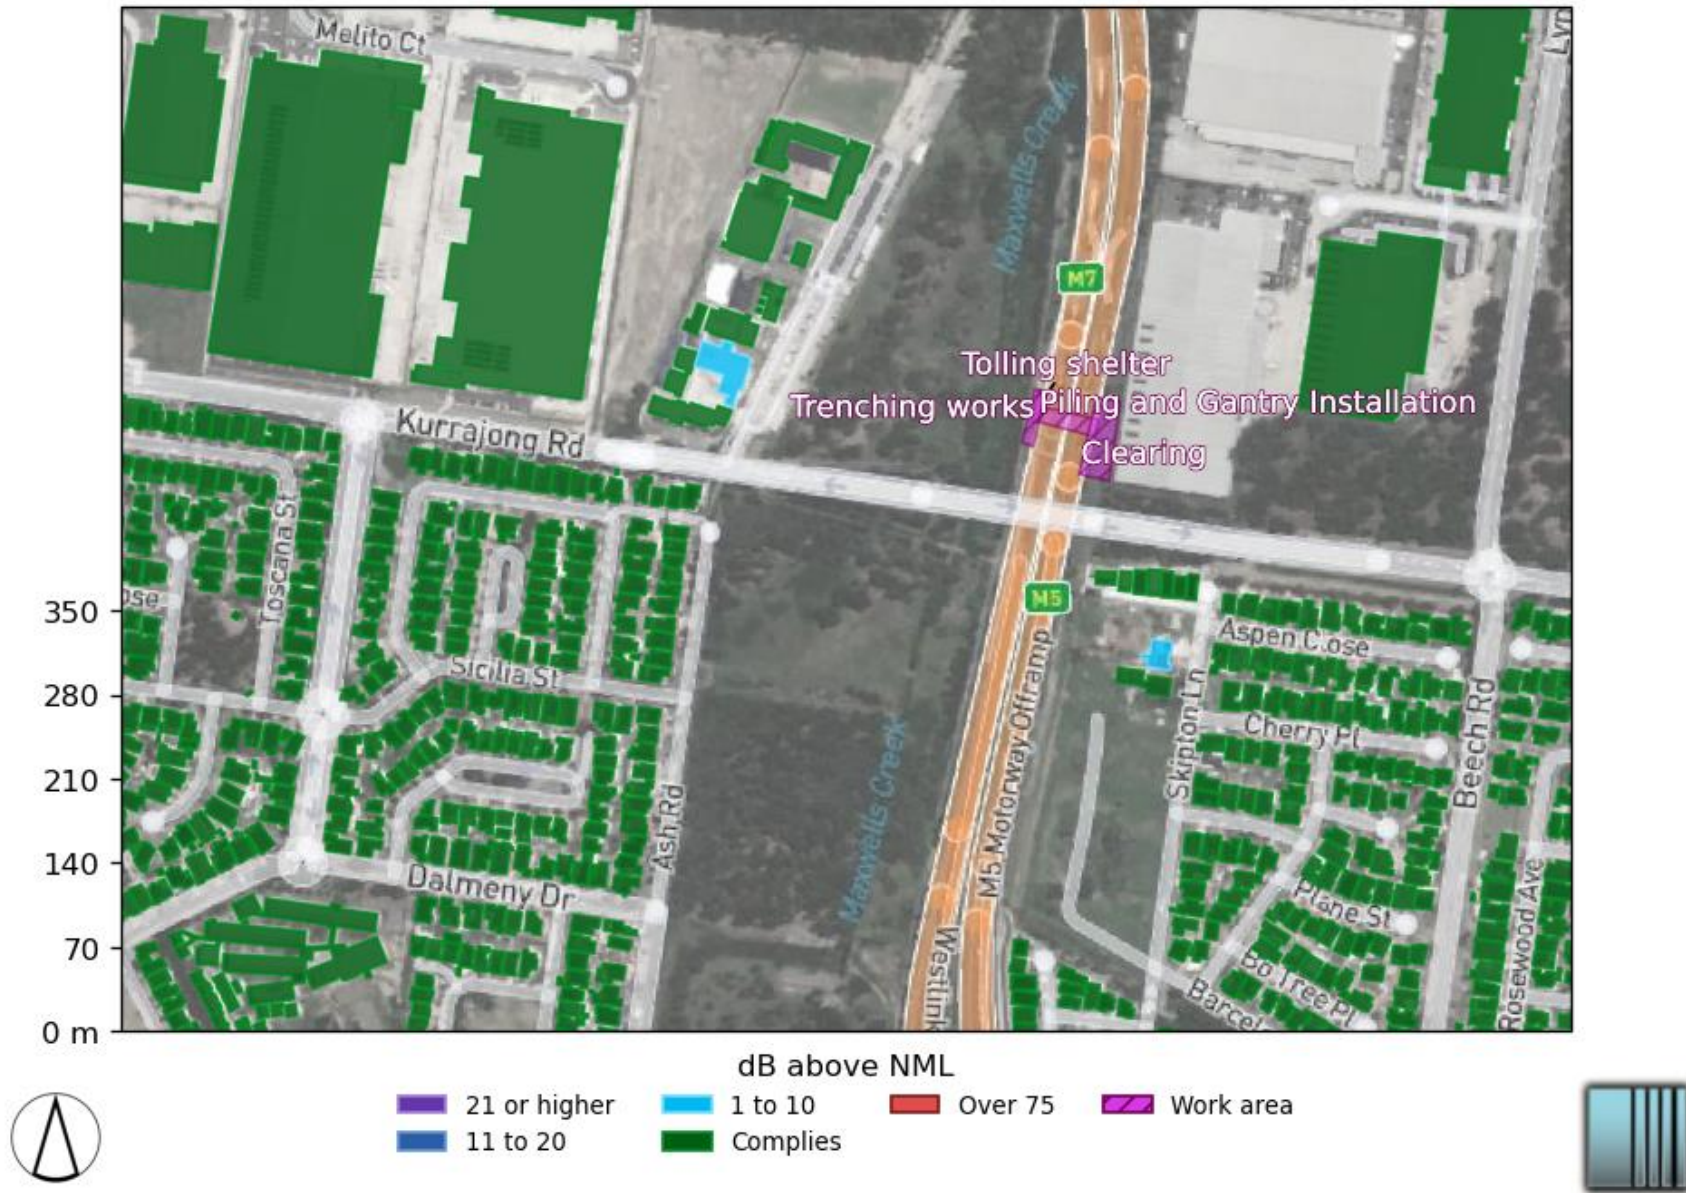 Melito Ct
Lyn
Maxwells Creek
M7
Tolling shelter
Trenching works
Piling and Gantry Installation
Clearing
Kurrajong Rd
Toscana St
ose
M5
Aspen Close
Sicilia St
Skipton Ln
Cherry Pl
Beech Rd
M5 Motorway Offramp
Maxwells Creek
Ash Rd
Dalmeny Dr
Plane St
Rosewood Ave
Bo Tree Pl
Barcel
Westlink
350
280
210
140
70
0 m
dB above NML
21 or higher
1 to 10
Over 75
Work area
11 to 20
Complies